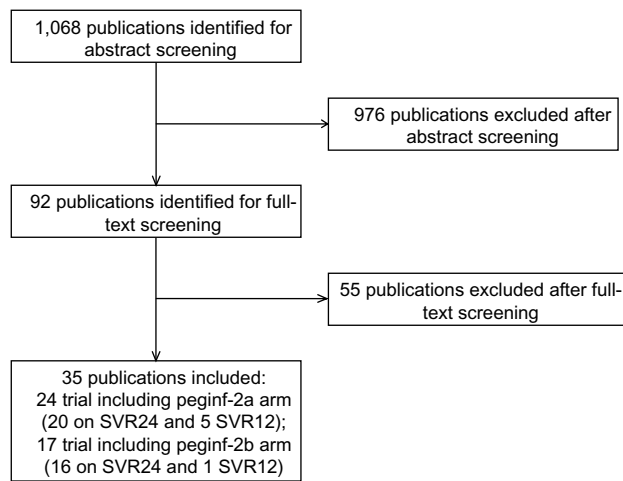 1,068 publications identified for
abstract screening
976 publications excluded after
abstract screening
92 publications identified for full-
text screening
55 publications excluded after full-
text screening
35 publications included:
24 trial including peginf-2a arm
(20 on SVR24 and 5 SVR12);
17 trial including peginf-2b arm
(16 on SVR24 and 1 SVR12)